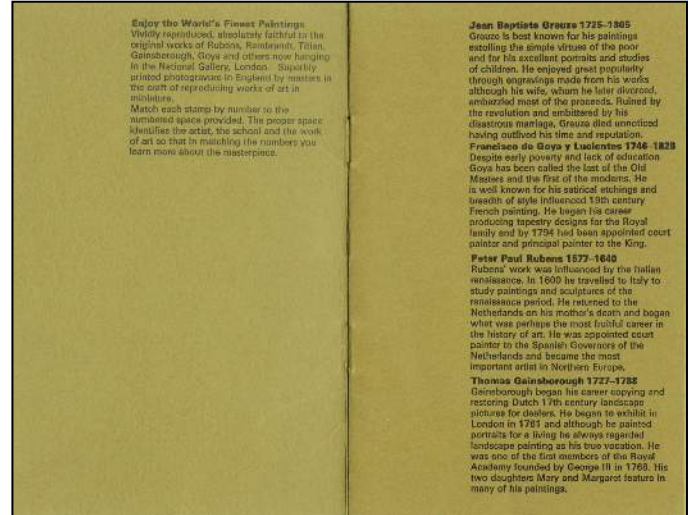 Enjoy the World's Finest Paintings
Vividly reproduced, absolutely faithful to the
original works of Rubens, Rembrandt, Titian,
Gainsborough, Goya and others now hanging
in the National Gallery, London. Superbly
printed photogravure in England by masters in
the craft of reproducing works of art in
miniature.
Match each stamp by number to the
numbered space provided. The proper space
identifies the artist, the school and the work
of art so that in matching the numbers you
learn more about the masterpiece.
Jean Baptiste Greuze 1725–1805
Greuze is best known for his paintings
extolling the simple virtues of the poor
and for his excellent portraits and studies
of children. He enjoyed great popularity
through engravings made from his works
although his wife, whom he later divorced,
embezzled most of the proceeds. Ruined by
the revolution and embittered by his
disastrous marriage, Greuze died unnoticed
having outlived his time and reputation.
Francisco de Goya y Lucientes 1746–1828
Despite early poverty and lack of education
Goya has been called the last of the Old
Masters and the first of the moderns. He
is well known for his satirical etchings and
breadth of style influenced 19th century
French painting. He began his career
producing tapestry designs for the Royal
family and by 1794 had been appointed court
painter and principal painter to the King.
Peter Paul Rubens 1577–1640
Rubens' work was influenced by the Italian
renaissance. In 1600 he travelled to Italy to
study paintings and sculptures of the
renaissance period. He returned to the
Netherlands on his mother's death and began
what was perhaps the most fruitful career in
the history of art. He was appointed court
painter to the Spanish Governors of the
Netherlands and became the most
important artist in Northern Europe.
Thomas Gainsborough 1727–1788
Gainsborough began his career copying and
restoring Dutch 17th century landscape
pictures for dealers. He began to exhibit in
London in 1761 and although he painted
portraits for a living he always regarded
landscape painting as his true vocation. He
was one of the first members of the Royal
Academy founded by George III in 1768. His
two daughters Mary and Margaret feature in
many of his paintings.